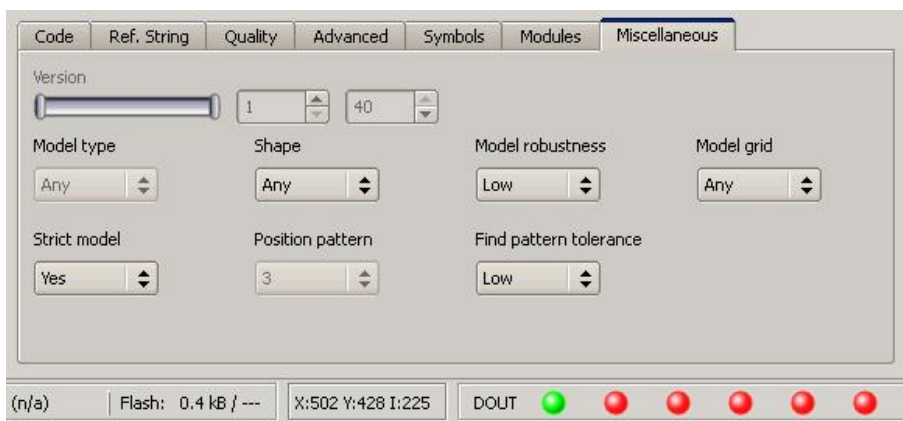 Code Ref. String Quality Advanced Symbols Modules Miscellaneous
Version
1 40
Model type Shape Model robustness Model grid
Any Any Low Any
Strict model Position pattern Find pattern tolerance
Yes 3 Low
(n/a) Flash: 0.4 kB / --- X:502 Y:428 I:225 DOUT